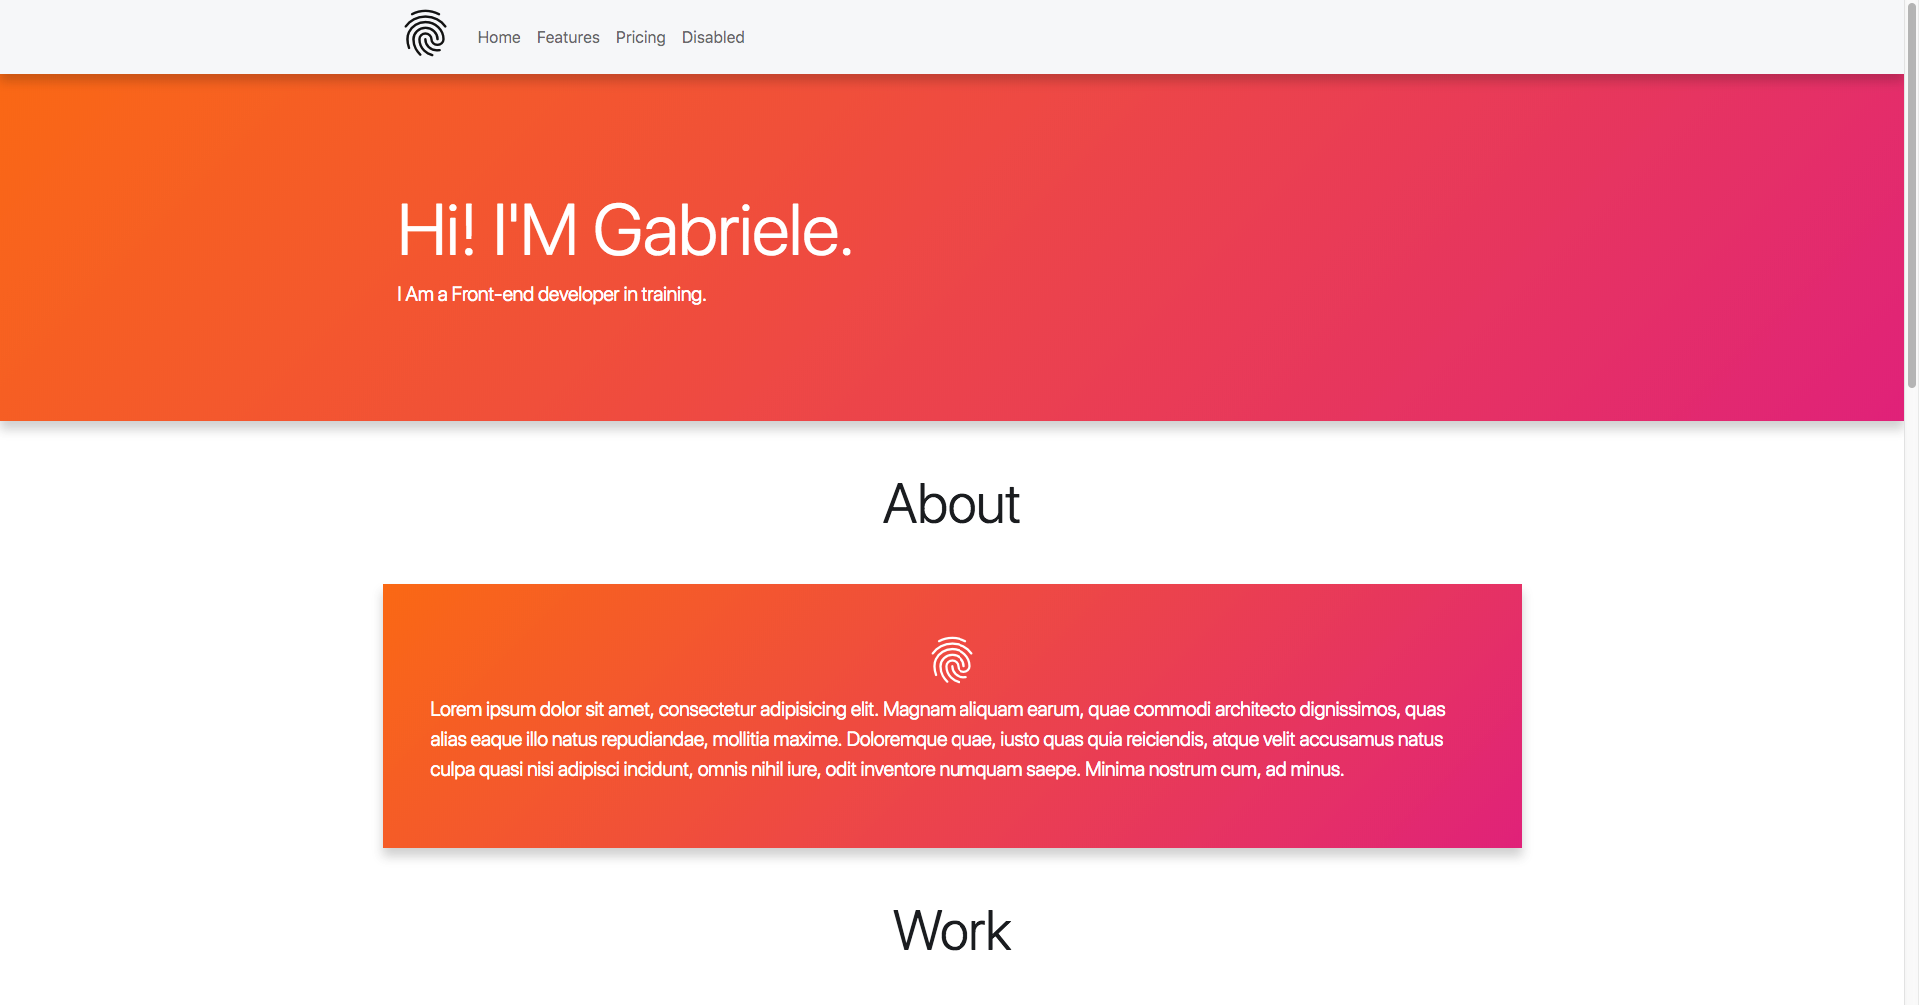 Home Features Pricing Disabled
Hi! I'M Gabriele.
I Am a Front-end developer in training.
About
Lorem ipsum dolor sit amet, consectetur adipisicing elit. Magnam aliquam earum, quae commodi architecto dignissimos, quas
alias eaque illo natus repudiandae, mollitia maxime. Doloremque quae, iusto quas quia reiciendis, atque velit accusamus natus
culpa quasi nisi adipisci incidunt, omnis nihil iure, odit inventore numquam saepe. Minima nostrum cum, ad minus.
Work